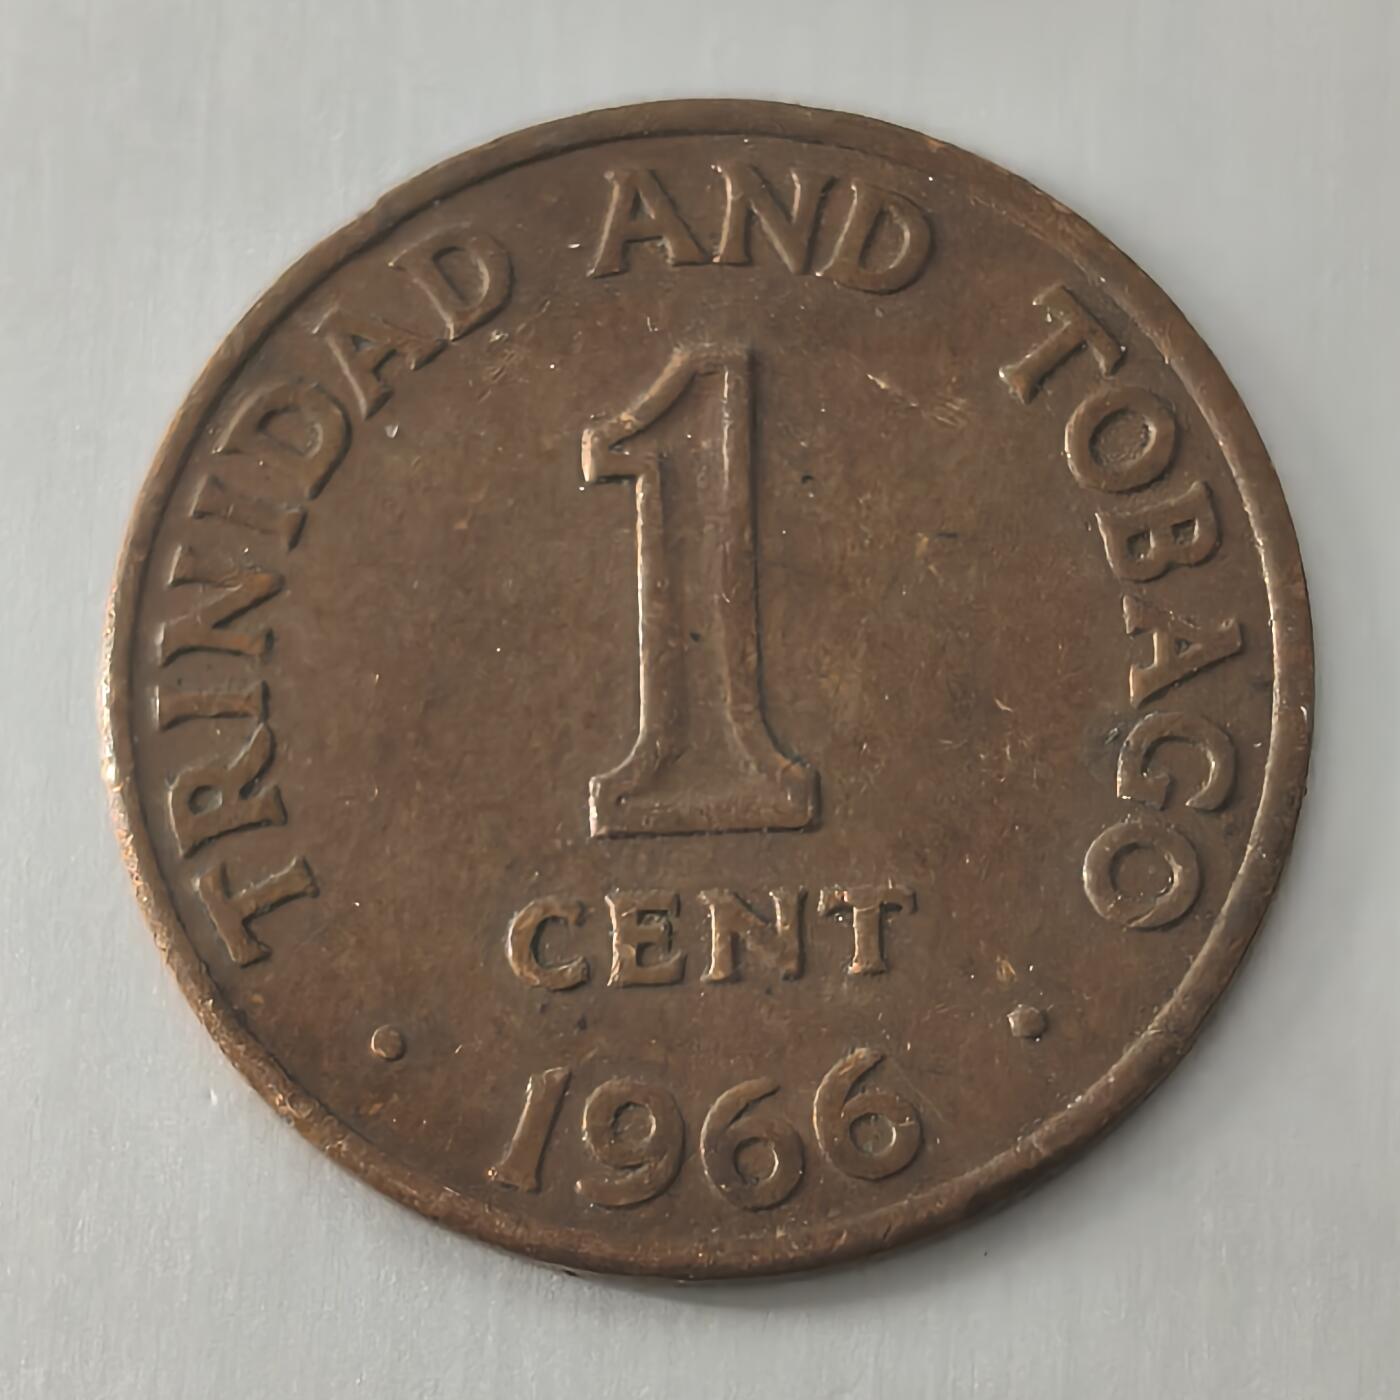 TRINIDAD AND TOBAGO
1
CENT
• 1966 •